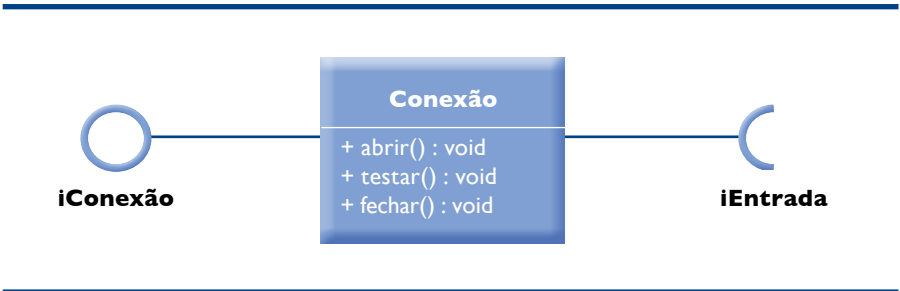 Conexão
+ abrir() : void
+ testar() : void
+ fechar() : void
iConexão
iEntrada